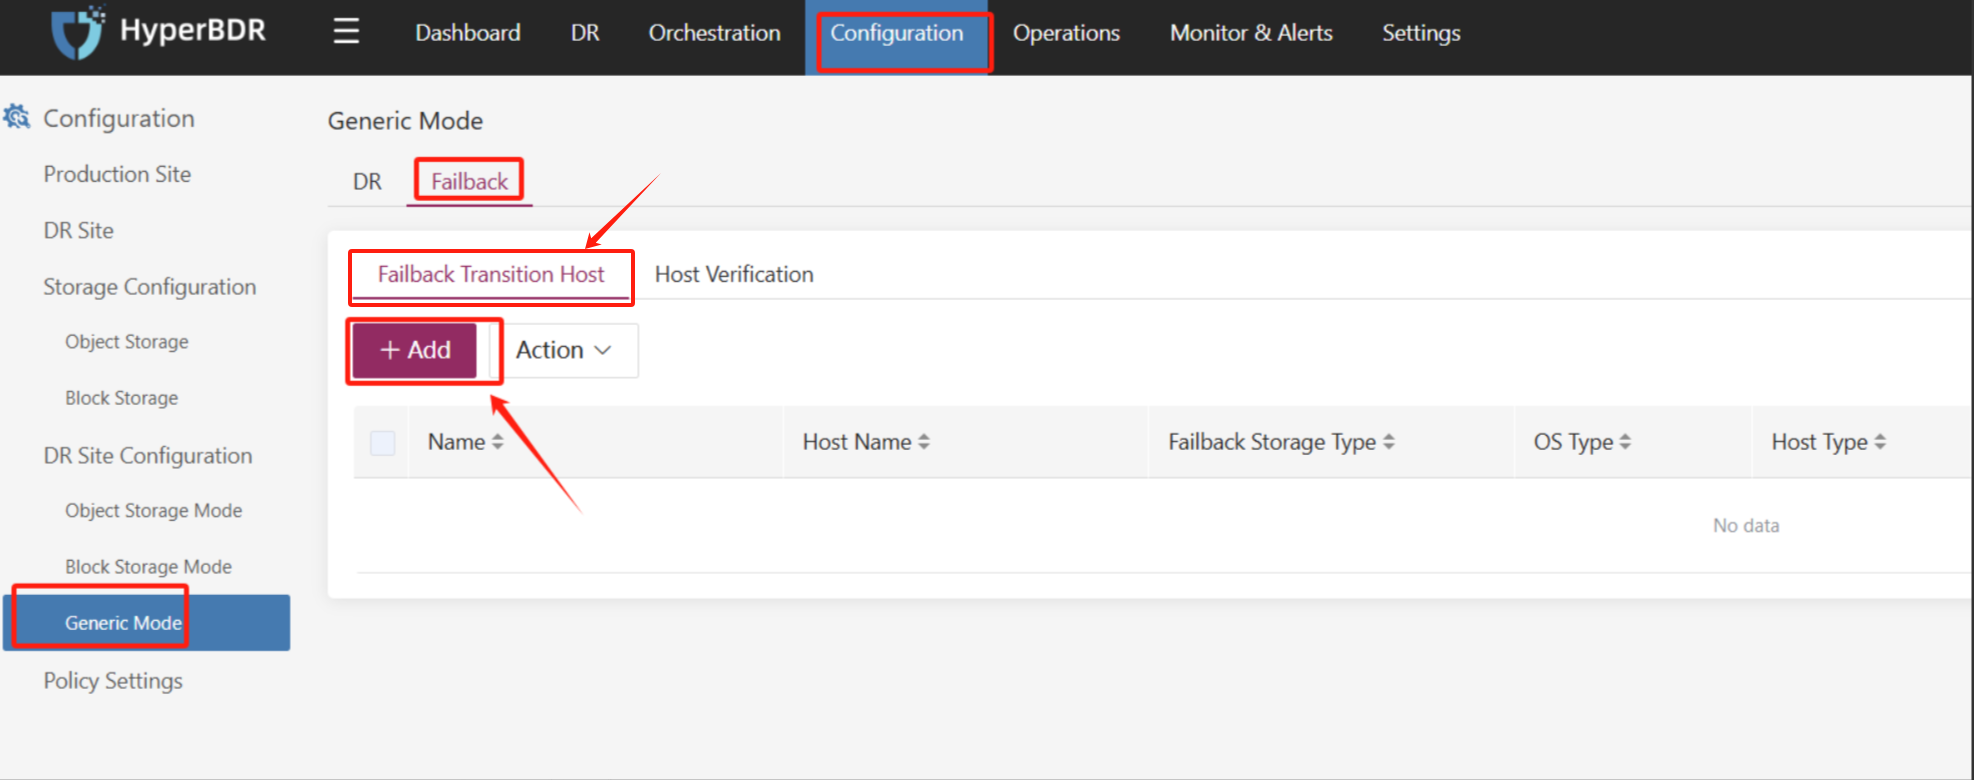 HyperBDR
Dashboard
DR
Orchestration
Configuration
Operations
Monitor & Alerts
Settings
Configuration
Production Site
DR Site
Storage Configuration
Object Storage
Block Storage
DR Site Configuration
Object Storage Mode
Block Storage Mode
Generic Mode
Policy Settings
Generic Mode
DR
Failback
Failback Transition Host
Host Verification
+ Add
Action
Name
Host Name
Failback Storage Type
OS Type
Host Type
No data